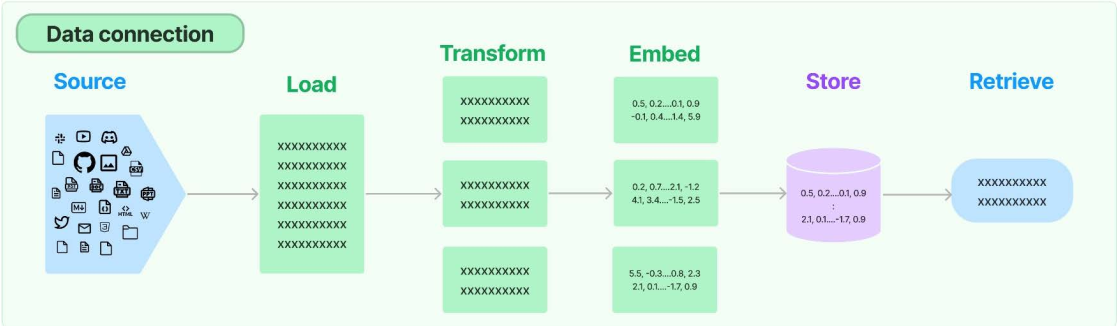 Data connection
Source
Load
Transform
Embed
Store
Retrieve
CSV
TXT
PPT
M↓
<>
HTML
W
XXXXXXXXXX
XXXXXXXXXX
XXXXXXXXXX
XXXXXXXXXX
XXXXXXXXXX
XXXXXXXXXX
XXXXXXXXXX
XXXXXXXXXX
XXXXXXXXXX
XXXXXXXXXX
XXXXXXXXXX
XXXXXXXXXX
0.5, 0.2....0.1, 0.9
-0.1, 0.4....1.4, 5.9
0.2, 0.7....2.1, -1.2
4.1, 3.4....-1.5, 2.5
5.5, -0.3....0.8, 2.3
2.1, 0.1....-1.7, 0.9
0.5, 0.2....0.1, 0.9
:
2.1, 0.1....-1.7, 0.9
XXXXXXXXXX
XXXXXXXXXX